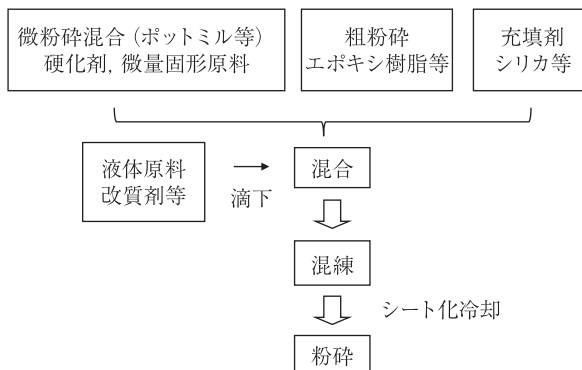 微粉砕混合（ポットミル等）
硬化剤，微量固形原料
粗粉砕
エポキシ樹脂等
充填剤
シリカ等
液体原料
改質剤等
滴下
混合
混練
シート化冷却
粉砕